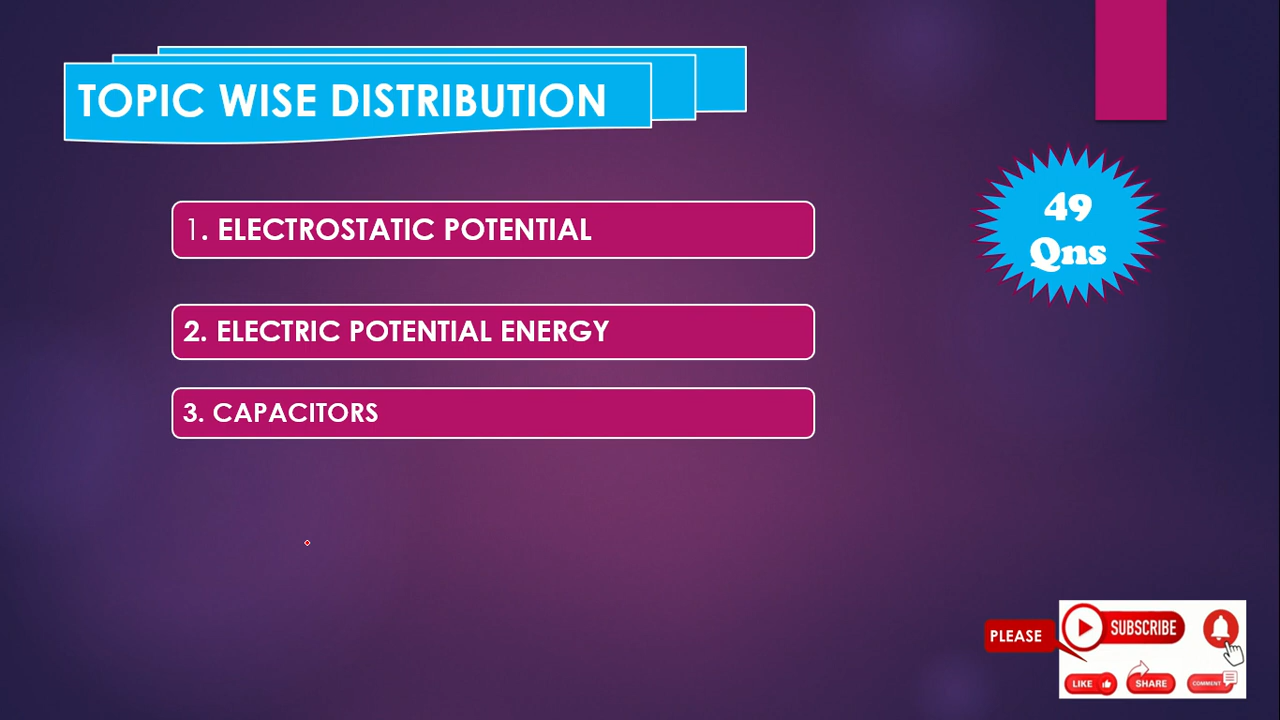 TOPIC WISE DISTRIBUTION
1. ELECTROSTATIC POTENTIAL
49
Qns
2. ELECTRIC POTENTIAL ENERGY
3. CAPACITORS
PLEASE
SUBSCRIBE
LIKE
SHARE
COMMENT